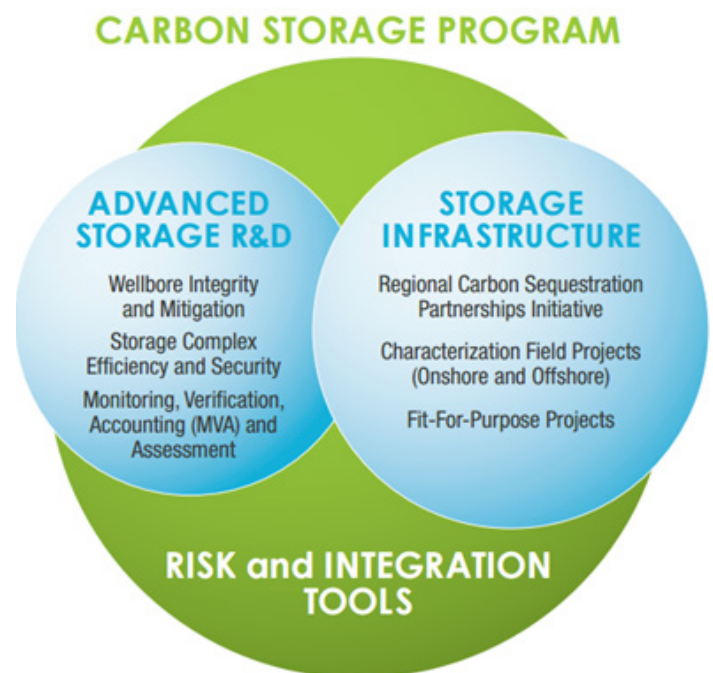 CARBON STORAGE PROGRAM
ADVANCED
STORAGE R&D
Wellbore Integrity
and Mitigation
Storage Complex
Efficiency and Security
Monitoring, Verification,
Accounting (MVA) and
Assessment
STORAGE
INFRASTRUCTURE
Regional Carbon Sequestration
Partnerships Initiative
Characterization Field Projects
(Onshore and Offshore)
Fit-For-Purpose Projects
RISK and INTEGRATION
TOOLS